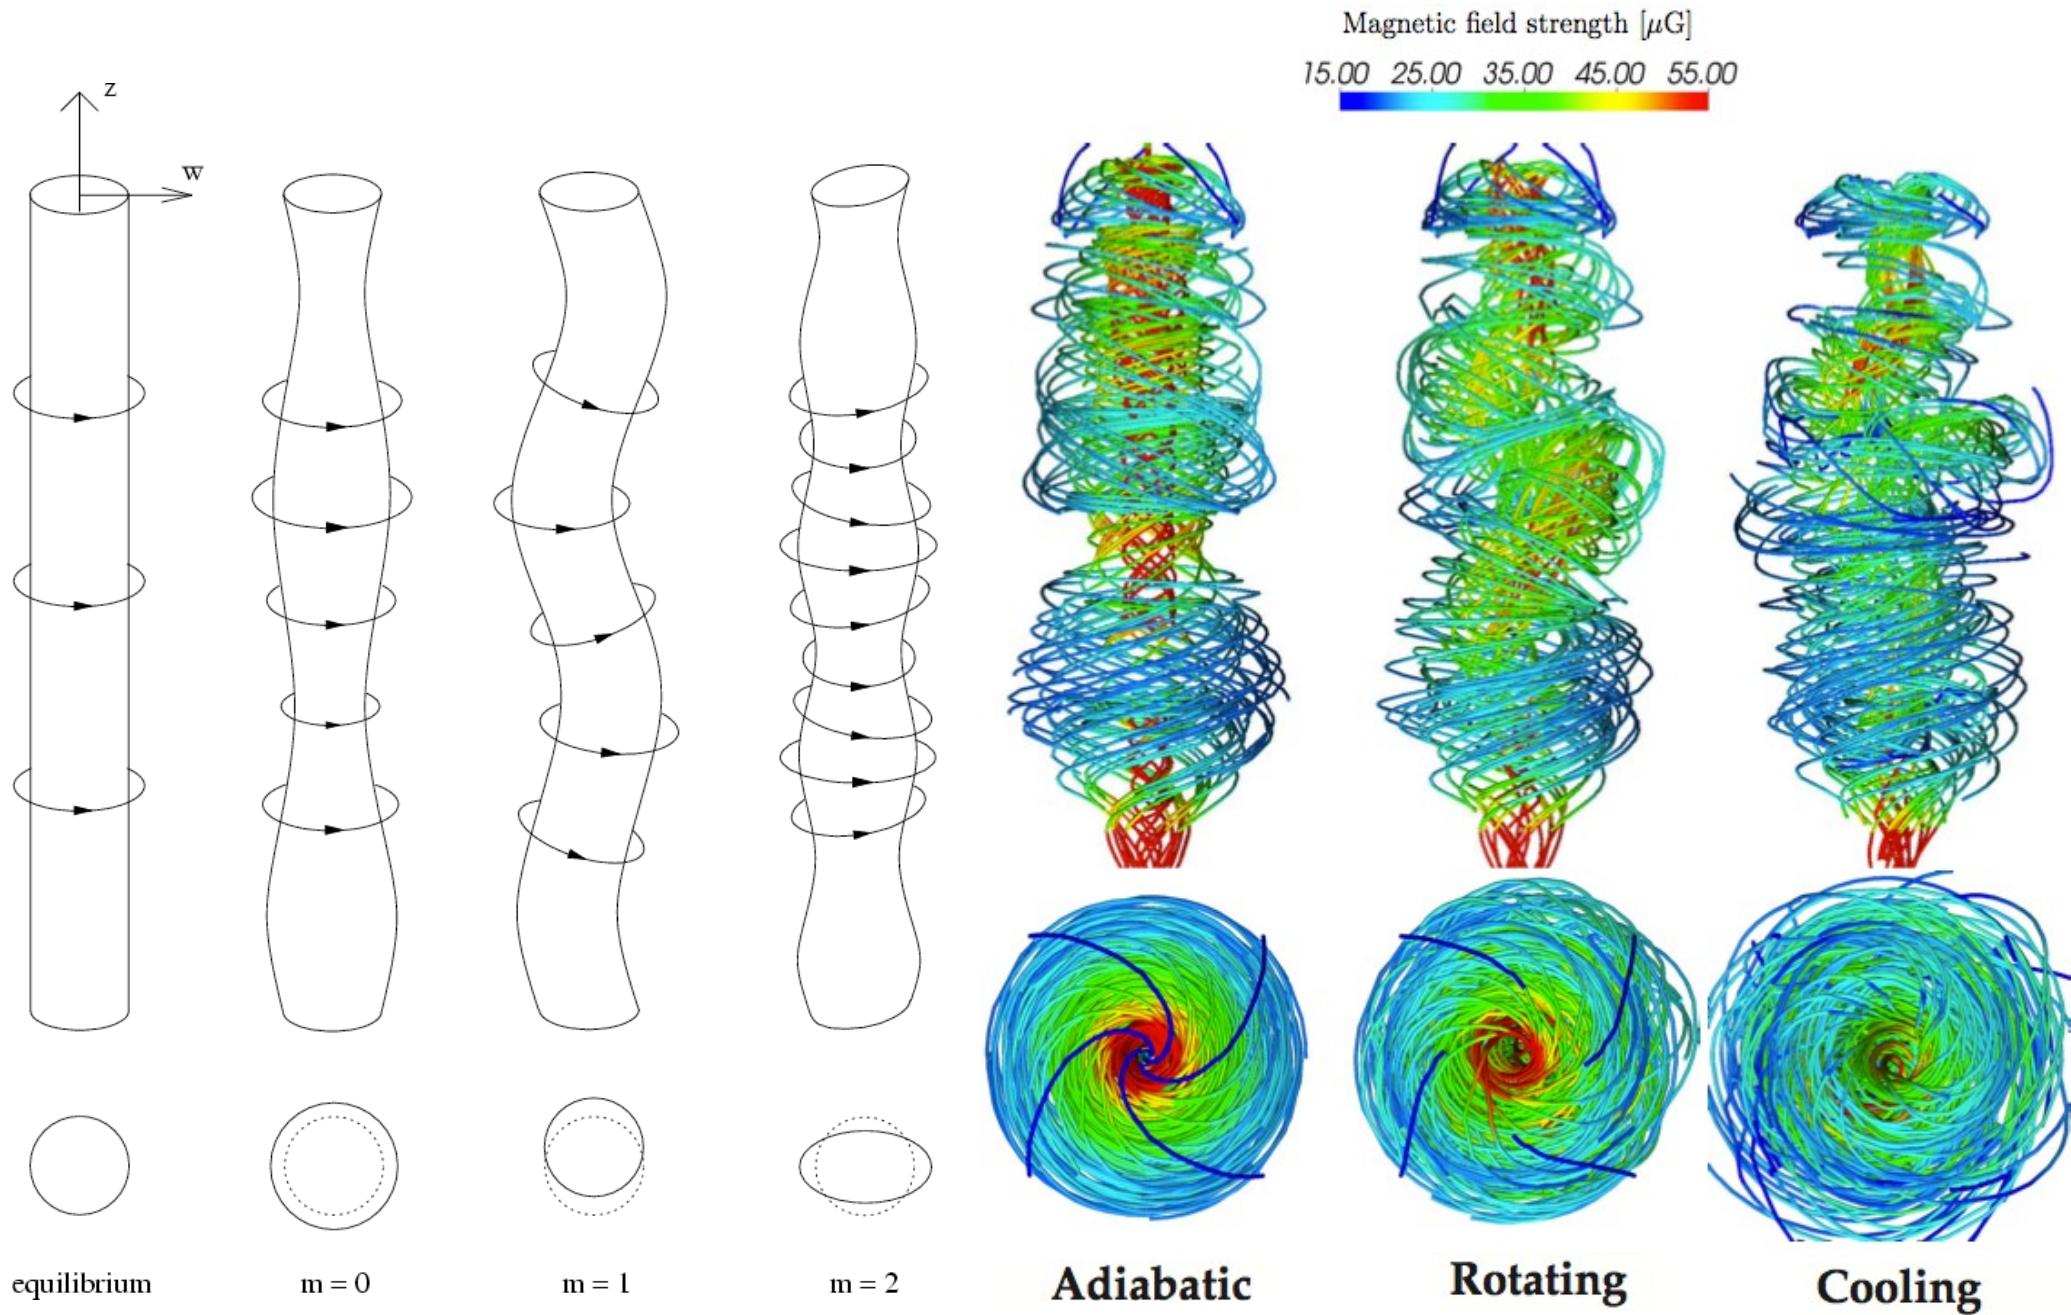 Magnetic field strength [μG]
15.00 25.00 35.00 45.00 55.00
z
w
equilibrium
m = 0
m = 1
m = 2
Adiabatic
Rotating
Cooling